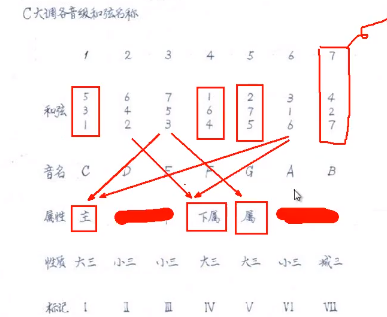 C大调各音级和弦名称
1 2 3 4 5 6 7
5 6 7 1 2 3 4
和弦 3 4 5 6 7 1 2
1 2 3 4 5 6 7
音名 C D E F G A B
属性 主 下属 属
性质 大三 小三 小三 大三 大三 小三 减三
标记 I II III IV V VI VII